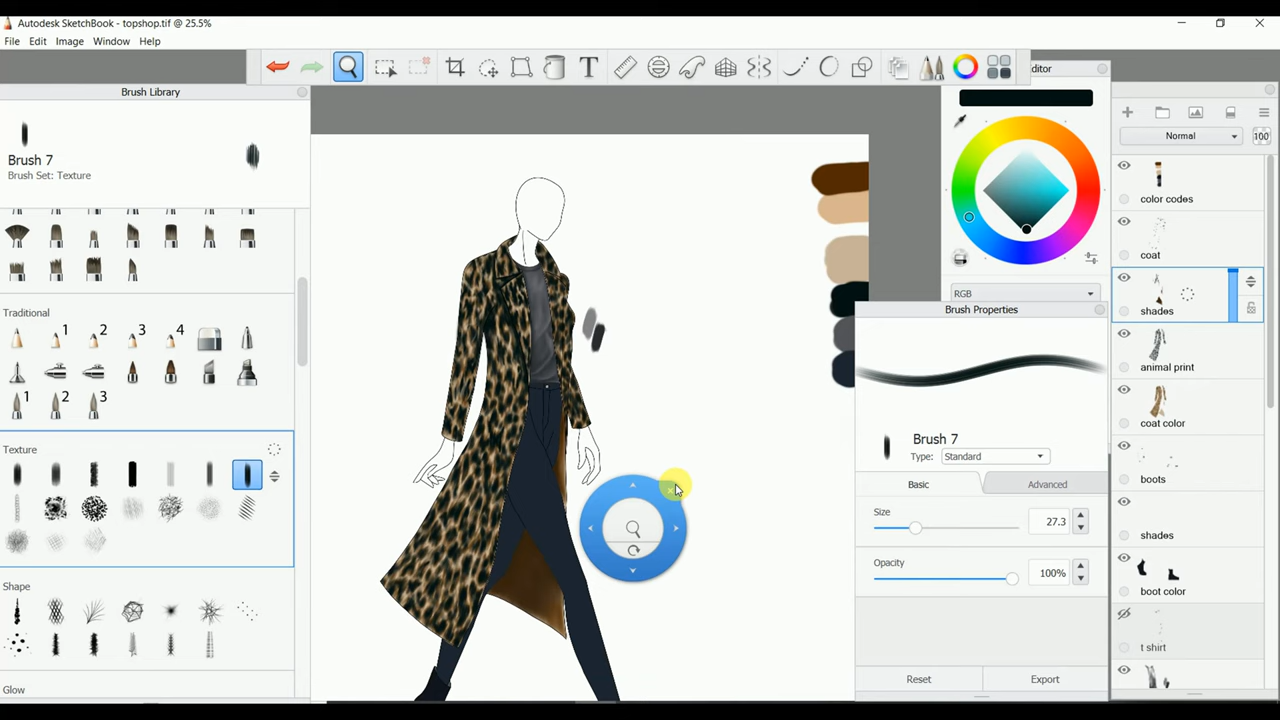 Autodesk SketchBook - topshop.tif @ 25.5%
File Edit Image Window Help
Brush Library
Brush 7
Brush Set: Texture
Traditional
1 2 3 4
1 2 3
Texture
Shape
Glow
T
ditor
RGB
Brush Properties
Brush 7
Type: Standard
Basic Advanced
Size
27.3
Opacity
100%
Reset Export
Normal 100
color codes
coat
shades
animal print
coat color
boots
shades
boot color
t shirt